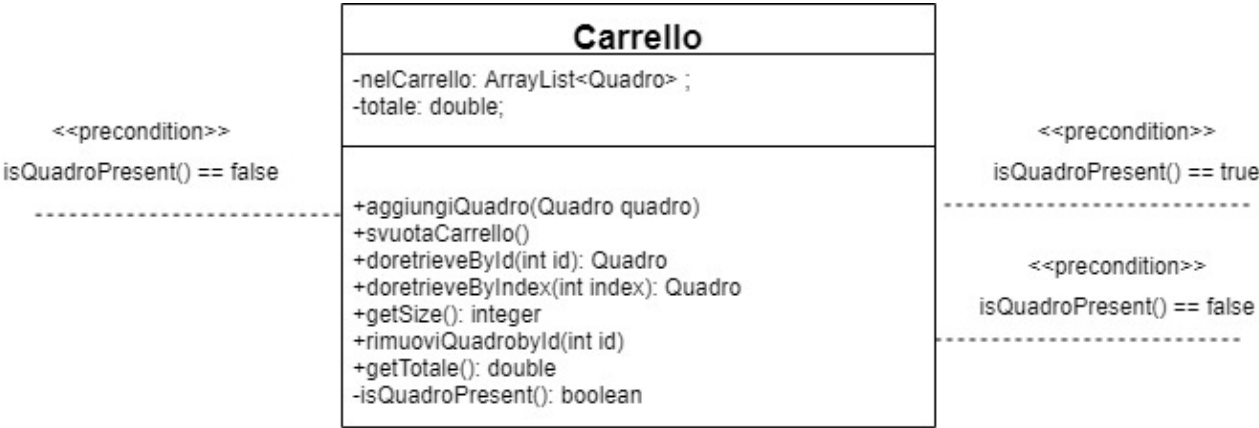 Carrello
-nelCarrello: ArrayList<Quadro> ;
-totale: double;
<<precondition>>
isQuadroPresent() == false
+aggiungiQuadro(Quadro quadro)
+svuotaCarrello()
+doretrieveById(int id): Quadro
+doretrieveByIndex(int index): Quadro
+getSize(): integer
+rimuoviQuadrobyId(int id)
+getTotale(): double
-isQuadroPresent(): boolean
<<precondition>>
isQuadroPresent() == true
<<precondition>>
isQuadroPresent() == false